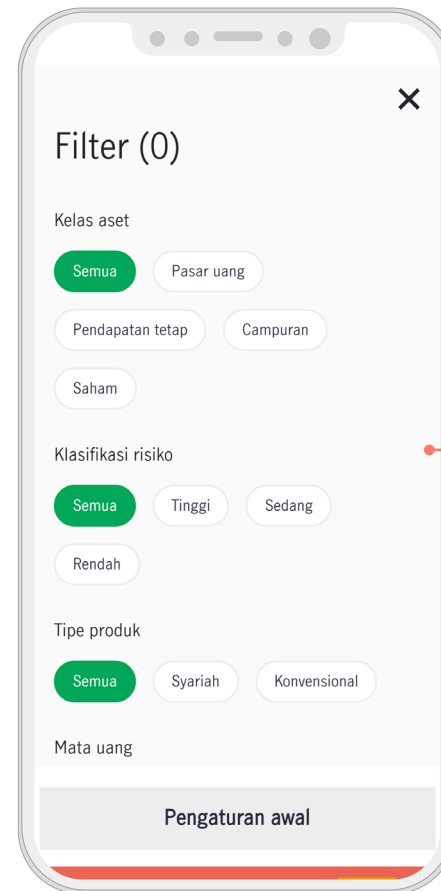 Filter (0)
Kelas aset
Semua Pasar uang
Pendapatan tetap Campuran
Saham
Klasifikasi risiko
Semua Tinggi Sedang
Rendah
Tipe produk
Semua Syariah Konvensional
Mata uang
Pengaturan awal